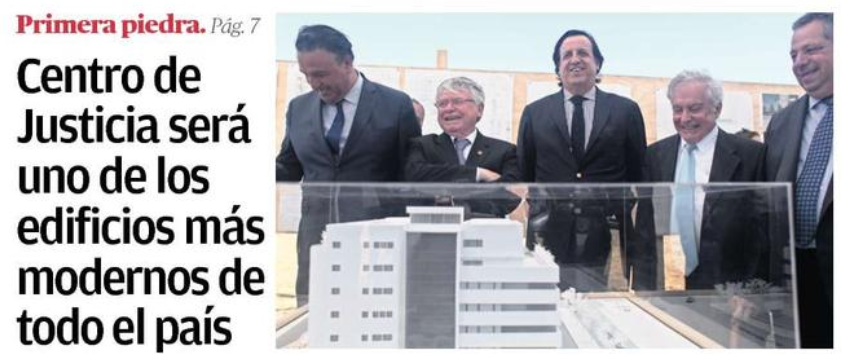 Primera piedra. Pág. 7
Centro de
Justicia será
uno de los
edificios más
modernos de
todo el país